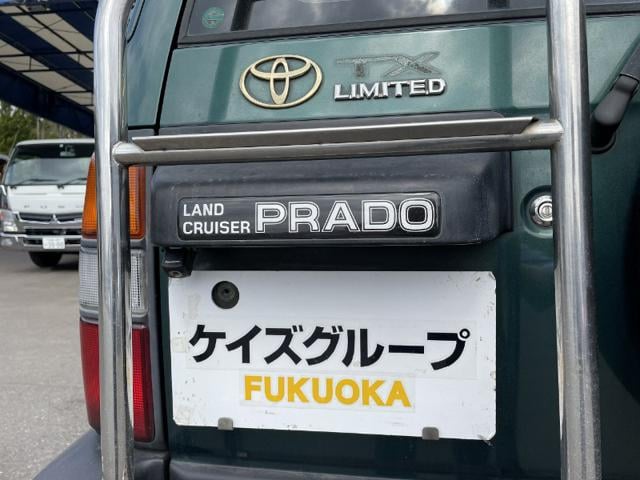 TX
LIMITED
LAND
CRUISER PRADO
ケイズグループ
FUKUOKA